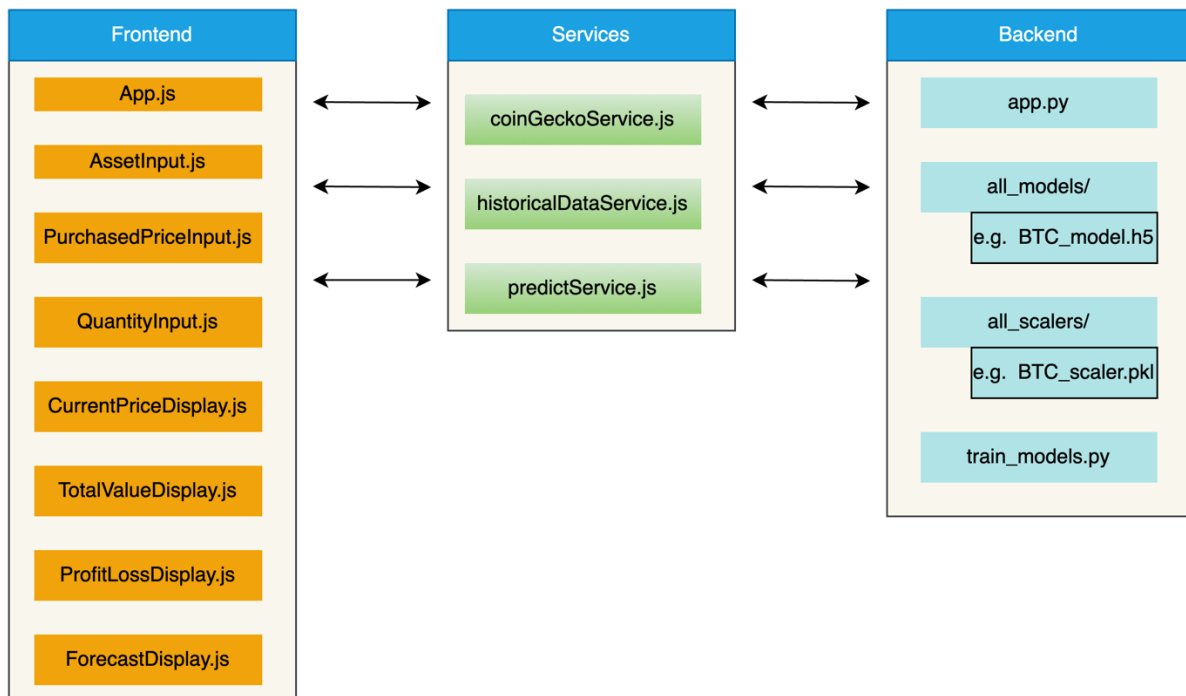 Frontend
App.js
AssetInput.js
PurchasedPriceInput.js
QuantityInput.js
CurrentPriceDisplay.js
TotalValueDisplay.js
ProfitLossDisplay.js
ForecastDisplay.js
Services
coinGeckoService.js
historicalDataService.js
predictService.js
Backend
app.py
all_models/
e.g. BTC_model.h5
all_scalers/
e.g. BTC_scaler.pkl
train_models.py